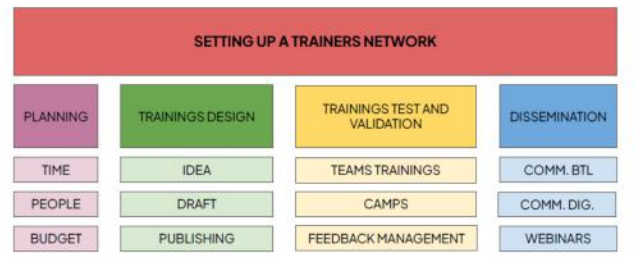 SETTING UP A TRAINERS NETWORK
PLANNING
TRAININGS DESIGN
TRAININGS TEST AND
VALIDATION
DISSEMINATION
TIME
IDEA
TEAMS TRAININGS
COMM. BTL
PEOPLE
DRAFT
CAMPS
COMM. DIG.
BUDGET
PUBLISHING
FEEDBACK MANAGEMENT
WEBINARS